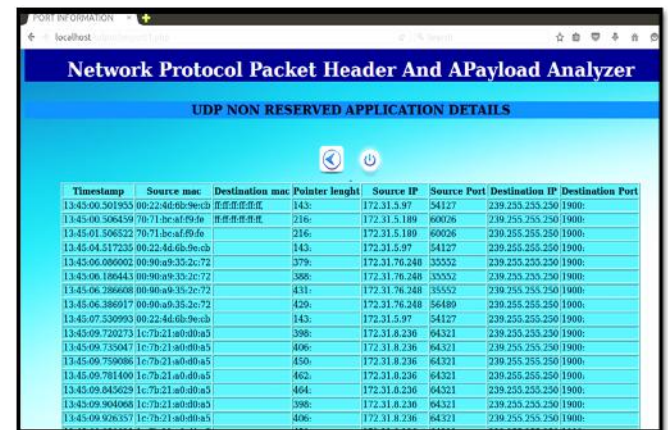 PORT INFORMATION
localhost
Search
Network Protocol Packet Header And APayload Analyzer
UDP NON RESERVED APPLICATION DETAILS
Timestamp Source mac Destination mac Pointer lenght Source IP Source Port Destination IP Destination Port
13:45:00.501955 00:22:4d:6b:9e:cb ff:ff:ff:ff:ff:ff, 143: 172.31.5.97 54127 239.255.255.250 1900:
13:45:00.506459 70:71:bc:af:f9:fe ff:ff:ff:ff:ff:ff, 216: 172.31.5.189 60026 239.255.255.250 1900:
13:45:01.506522 70:71:bc:af:f9:fe 216: 172.31.5.189 60026 239.255.255.250 1900:
13:45:04.517235 00:22:4d:6b:9e:cb 143: 172.31.5.97 54127 239.255.255.250 1900:
13:45:06.086002 00:90:a9:35:2c:72 379: 172.31.76.248 35552 239.255.255.250 1900:
13:45:06.186443 00:90:a9:35:2c:72 388: 172.31.76.248 35552 239.255.255.250 1900:
13:45:06.286608 00:90:a9:35:2c:72 431: 172.31.76.248 35552 239.255.255.250 1900:
13:45:06.386917 00:90:a9:35:2c:72 429: 172.31.76.248 56489 239.255.255.250 1900:
13:45:07.530993 00:22:4d:6b:9e:cb 143: 172.31.5.97 54127 239.255.255.250 1900:
13:45:09.720273 1c:7b:21:a0:d0:a5 398: 172.31.8.236 64321 239.255.255.250 1900:
13:45:09.735047 1c:7b:21:a0:d0:a5 406: 172.31.8.236 64321 239.255.255.250 1900:
13:45:09.759086 1c:7b:21:a0:d0:a5 450: 172.31.8.236 64321 239.255.255.250 1900:
13:45:09.781400 1c:7b:21:a0:d0:a5 462: 172.31.8.236 64321 239.255.255.250 1900:
13:45:09.845629 1c:7b:21:a0:d0:a5 464: 172.31.8.236 64321 239.255.255.250 1900:
13:45:09.904068 1c:7b:21:a0:d0:a5 398: 172.31.8.236 64321 239.255.255.250 1900:
13:45:09.926357 1c:7b:21:a0:d0:a5 406: 172.31.8.236 64321 239.255.255.250 1900: